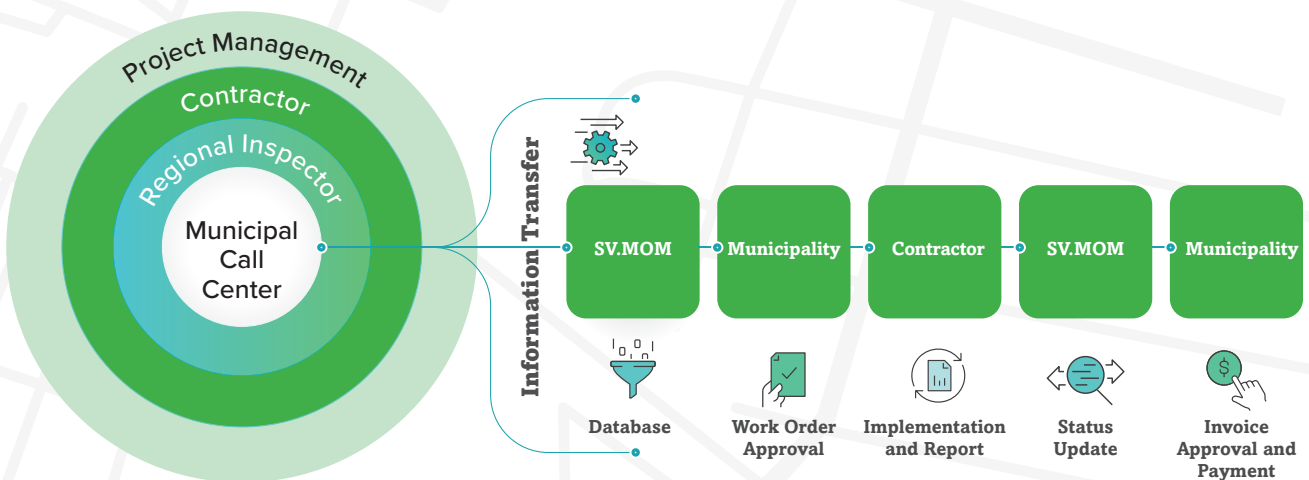 Project Management
Contractor
Regional Inspector
Municipal
Call
Center
Information Transfer
SV.MOM
Municipality
Contractor
SV.MOM
Municipality
Database
Work Order
Approval
Implementation
and Report
Status
Update
$
Invoice
Approval and
Payment